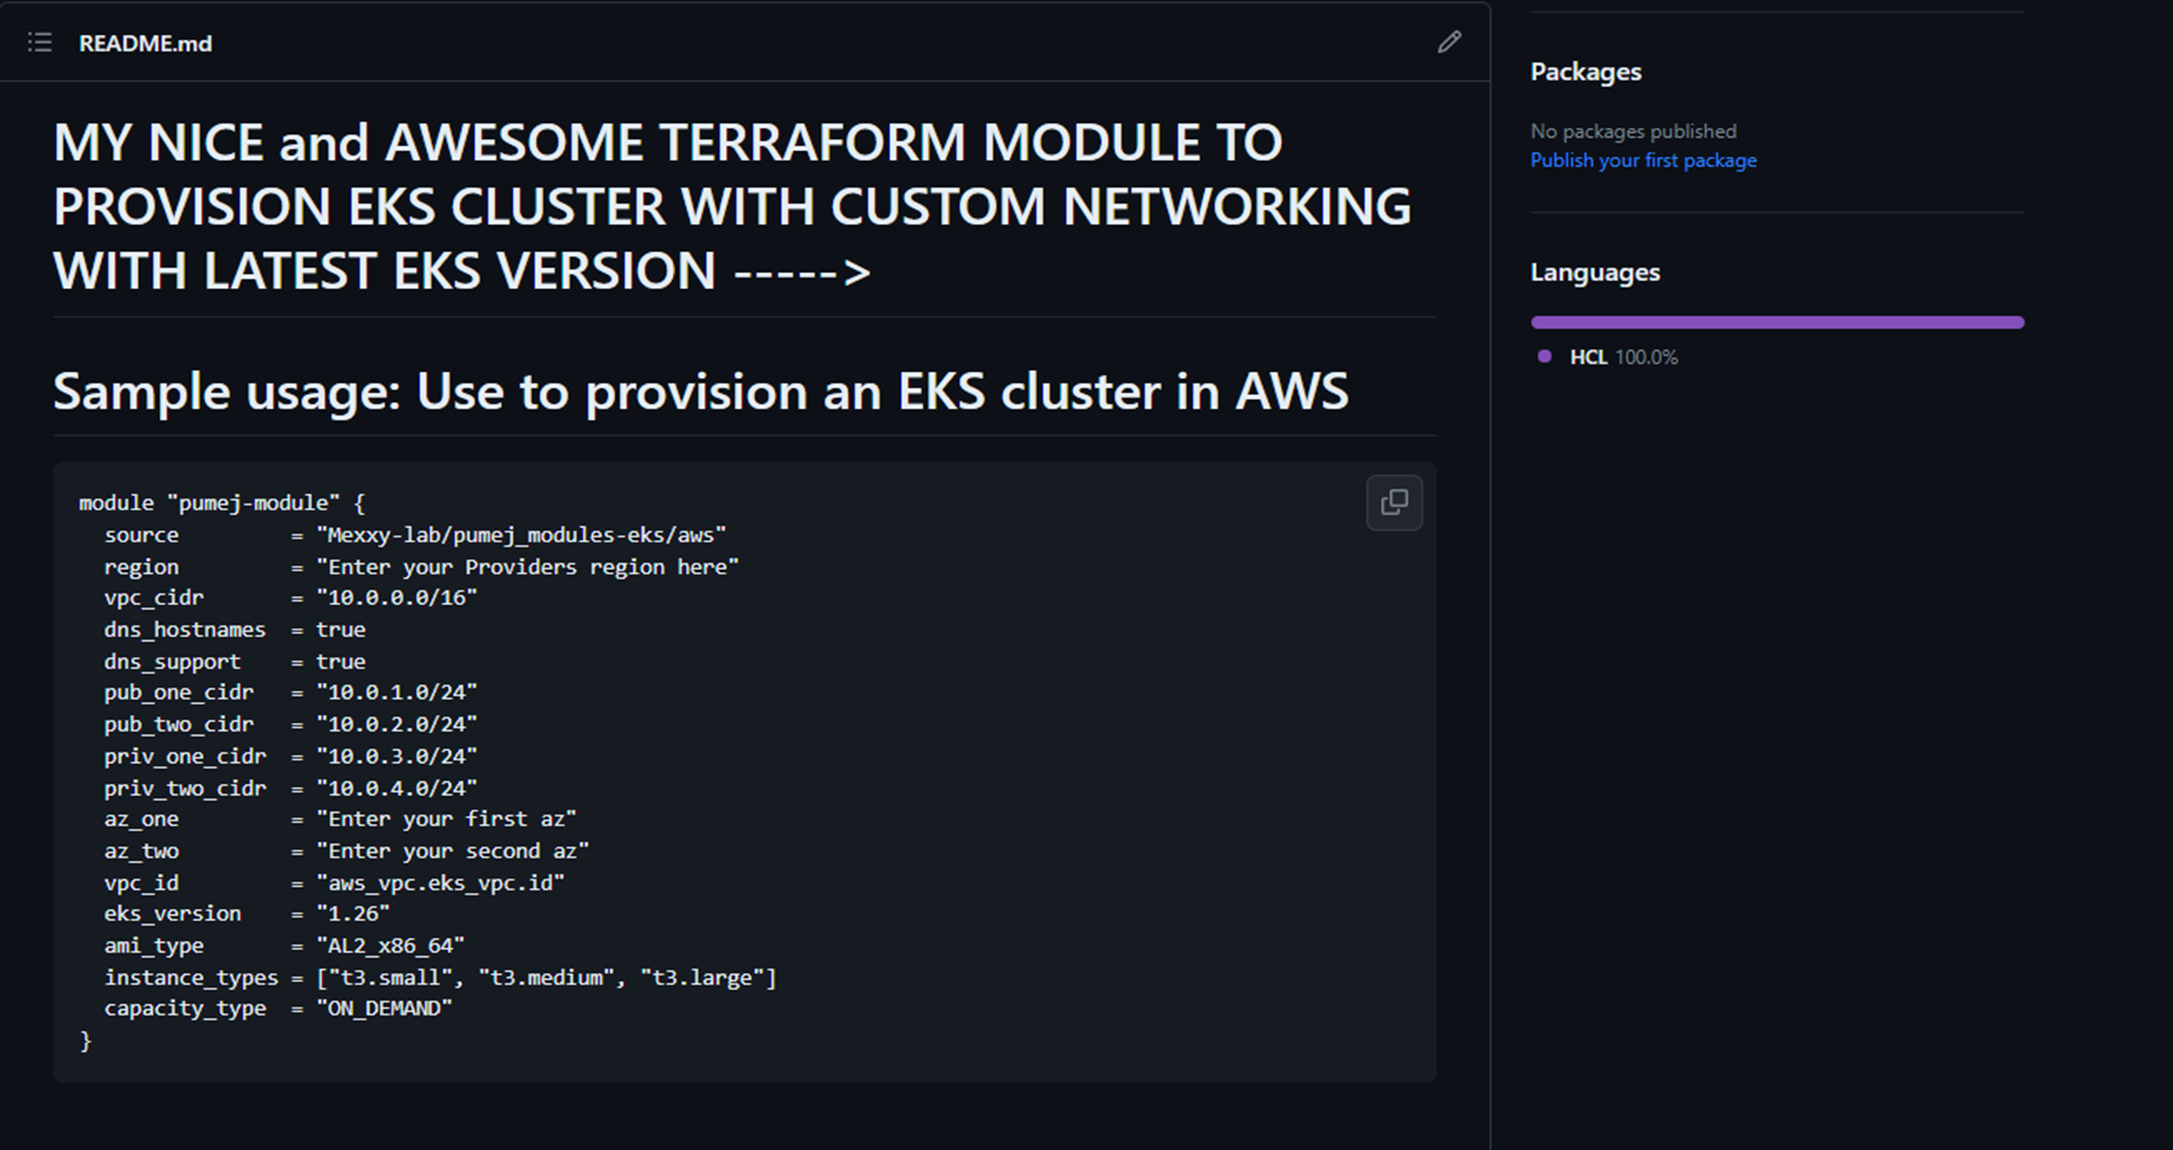 README.md
MY NICE and AWESOME TERRAFORM MODULE TO
PROVISION EKS CLUSTER WITH CUSTOM NETWORKING
WITH LATEST EKS VERSION ----->
Sample usage: Use to provision an EKS cluster in AWS
module "pumej-module" {
  source         = "Mexxy-lab/pumej_modules-eks/aws"
  region         = "Enter your Providers region here"
  vpc_cidr       = "10.0.0.0/16"
  dns_hostnames  = true
  dns_support    = true
  pub_one_cidr   = "10.0.1.0/24"
  pub_two_cidr   = "10.0.2.0/24"
  priv_one_cidr  = "10.0.3.0/24"
  priv_two_cidr  = "10.0.4.0/24"
  az_one         = "Enter your first az"
  az_two         = "Enter your second az"
  vpc_id         = "aws_vpc.eks_vpc.id"
  eks_version    = "1.26"
  ami_type       = "AL2_x86_64"
  instance_types = ["t3.small", "t3.medium", "t3.large"]
  capacity_type  = "ON_DEMAND"
}
Packages
No packages published
Publish your first package
Languages
HCL 100.0%